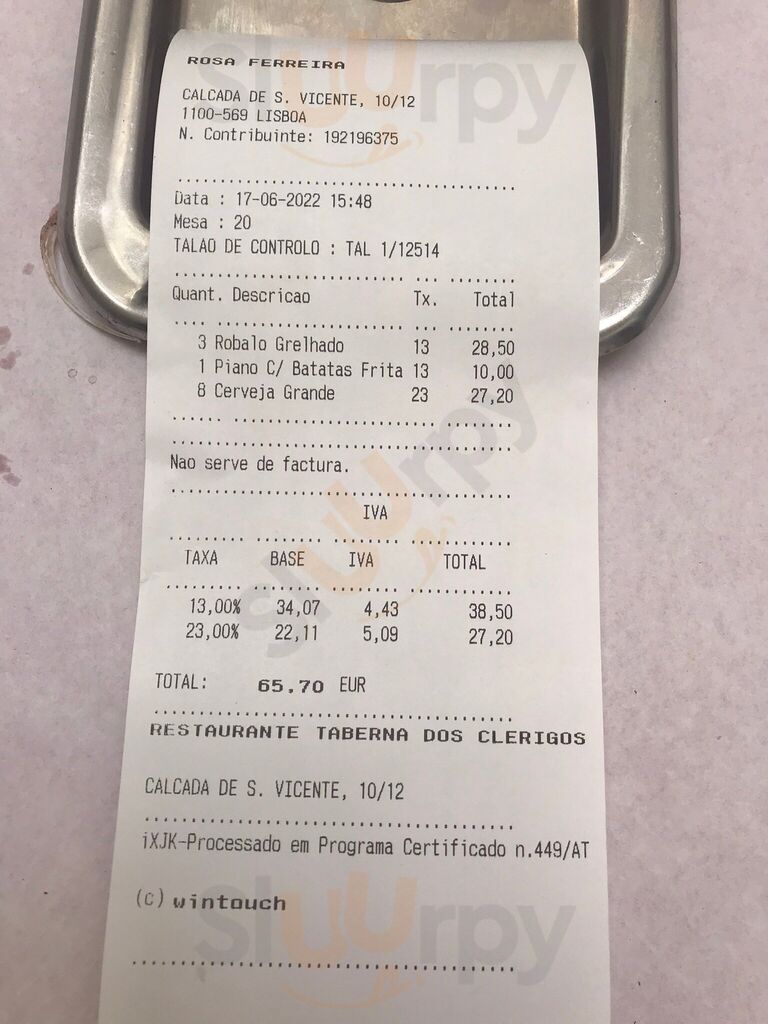 ROSA FERREIRA
CALCADA DE S. VICENTE, 10/12
1100-569 LISBOA
N. Contribuinte: 192196375
Data : 17-06-2022 15:48
Mesa : 20
TALAO DE CONTROLO : TAL 1/12514
Quant. Descricao Tx. Total
3 Robalo Grelhado 13 28,50
1 Piano C/ Batatas Frita 13 10,00
8 Cerveja Grande 23 27,20
Nao serve de factura.
IVA
TAXA BASE IVA TOTAL
13,00% 34,07 4,43 38,50
23,00% 22,11 5,09 27,20
TOTAL: 65.70 EUR
RESTAURANTE TABERNA DOS CLERIGOS
CALCADA DE S. VICENTE, 10/12
iXJK-Processado em Programa Certificado n.449/AT
(c) wintouch
sluurpy
sluurpy
sluurpy